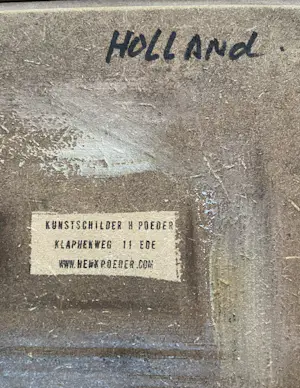 HOLLAND.
KUNSTSCHILDER H POEDER
KLAPHEKWEG 11 EDE
WWW.HENKPOEDER.COM